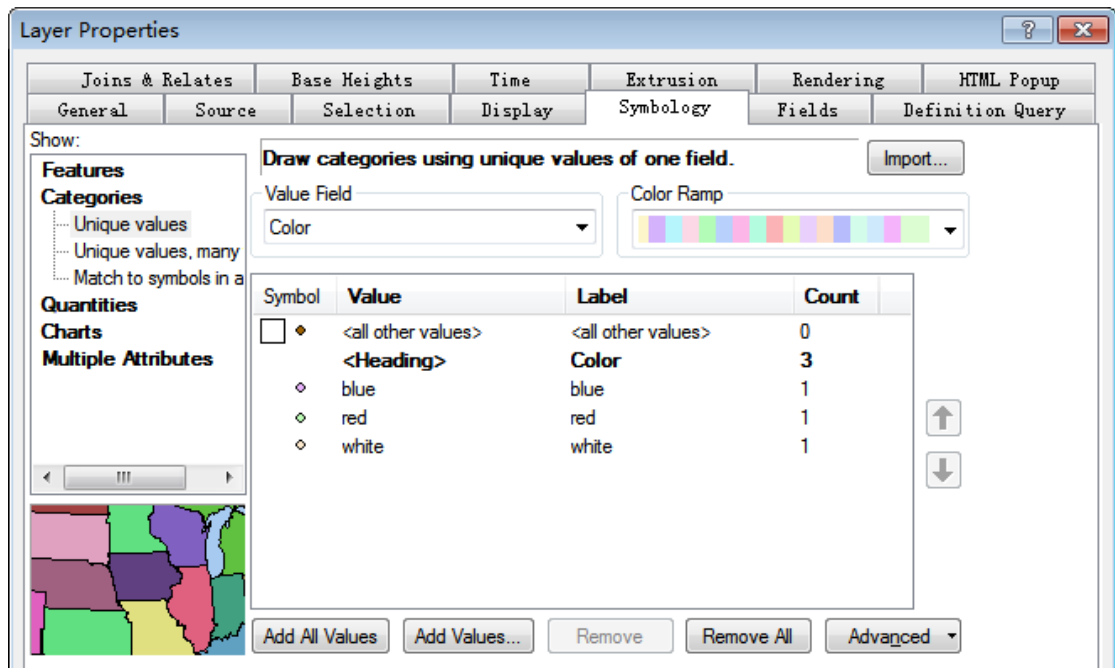 Layer Properties
Joins & Relates Base Heights Time Extrusion Rendering HTML Popup
General Source Selection Display Symbology Fields Definition Query
Show:
Features
Categories
Unique values
Unique values, many
Match to symbols in a
Quantities
Charts
Multiple Attributes
Draw categories using unique values of one field.
Import...
Value Field
Color
Color Ramp
Symbol Value Label Count
<all other values> <all other values> 0
<Heading> Color 3
blue blue 1
red red 1
white white 1
Add All Values Add Values... Remove Remove All Advanced